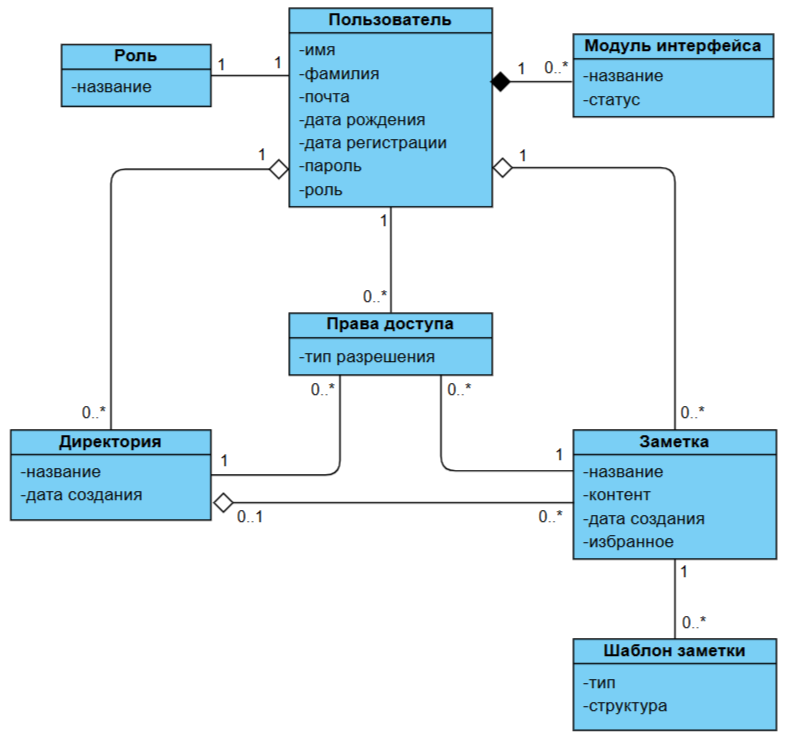 Пользователь
-имя
-фамилия
-почта
-дата рождения
-дата регистрации
-пароль
-роль
Роль
-название
1
1
Модуль интерфейса
-название
-статус
1
0..*
1
1
1
0..*
Права доступа
-тип разрешения
0..*
0..*
0..*
0..*
Директория
-название
-дата создания
1
1
0..1
0..*
Заметка
-название
-контент
-дата создания
-избранное
1
0..*
Шаблон заметки
-тип
-структура